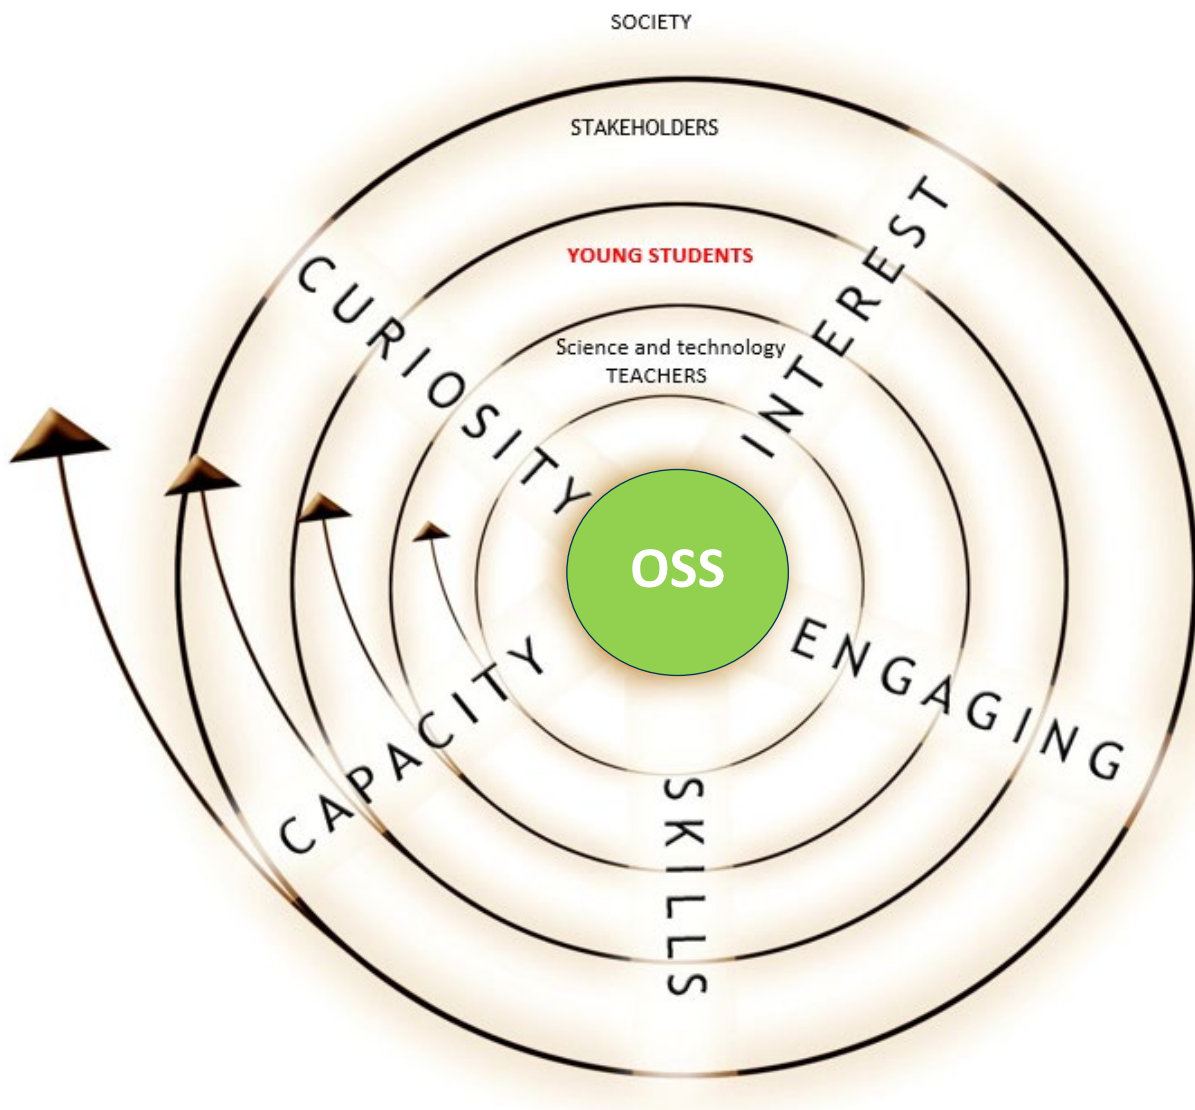 SOCIETY
STAKEHOLDERS
YOUNG STUDENTS
Science and technology
TEACHERS
CURIOSITY
INTEREST
OSS
ENGAGING
CAPACITY
SKILLS